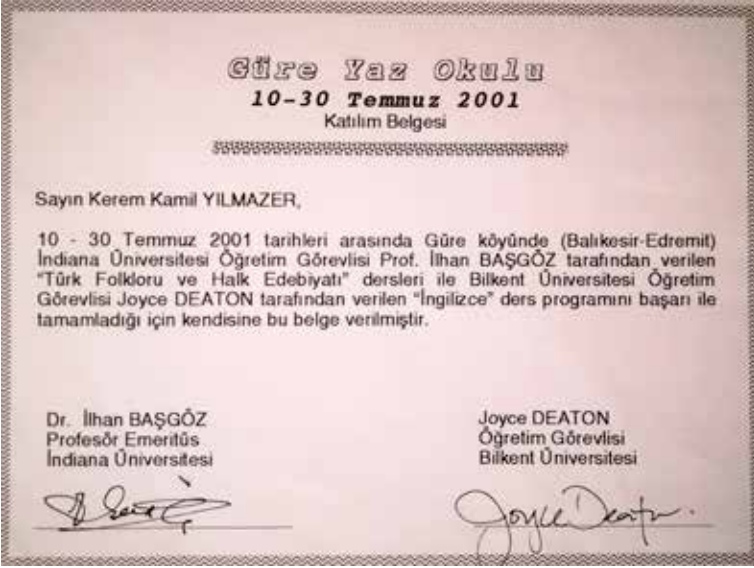 Güre Yaz Okulu
10-30 Temmuz 2001
Katılım Belgesi
Sayın Kerem Kamil YILMAZER,
10 - 30 Temmuz 2001 tarihleri arasında Güre köyünde (Balıkesir-Edremit)
İndiana Üniversitesi Öğretim Görevlisi Prof. İlhan BAŞGÖZ tarafından verilen
“Türk Folkloru ve Halk Edebiyatı” dersleri ile Bilkent Üniversitesi Öğretim
Görevlisi Joyce DEATON tarafından verilen “İngilizce” ders programını başarı ile
tamamladığı için kendisine bu belge verilmiştir.
Dr. İlhan BAŞGÖZ
Profesör Emeritüs
İndiana Üniversitesi
Joyce DEATON
Öğretim Görevlisi
Bilkent Üniversitesi
Joyce Deaton